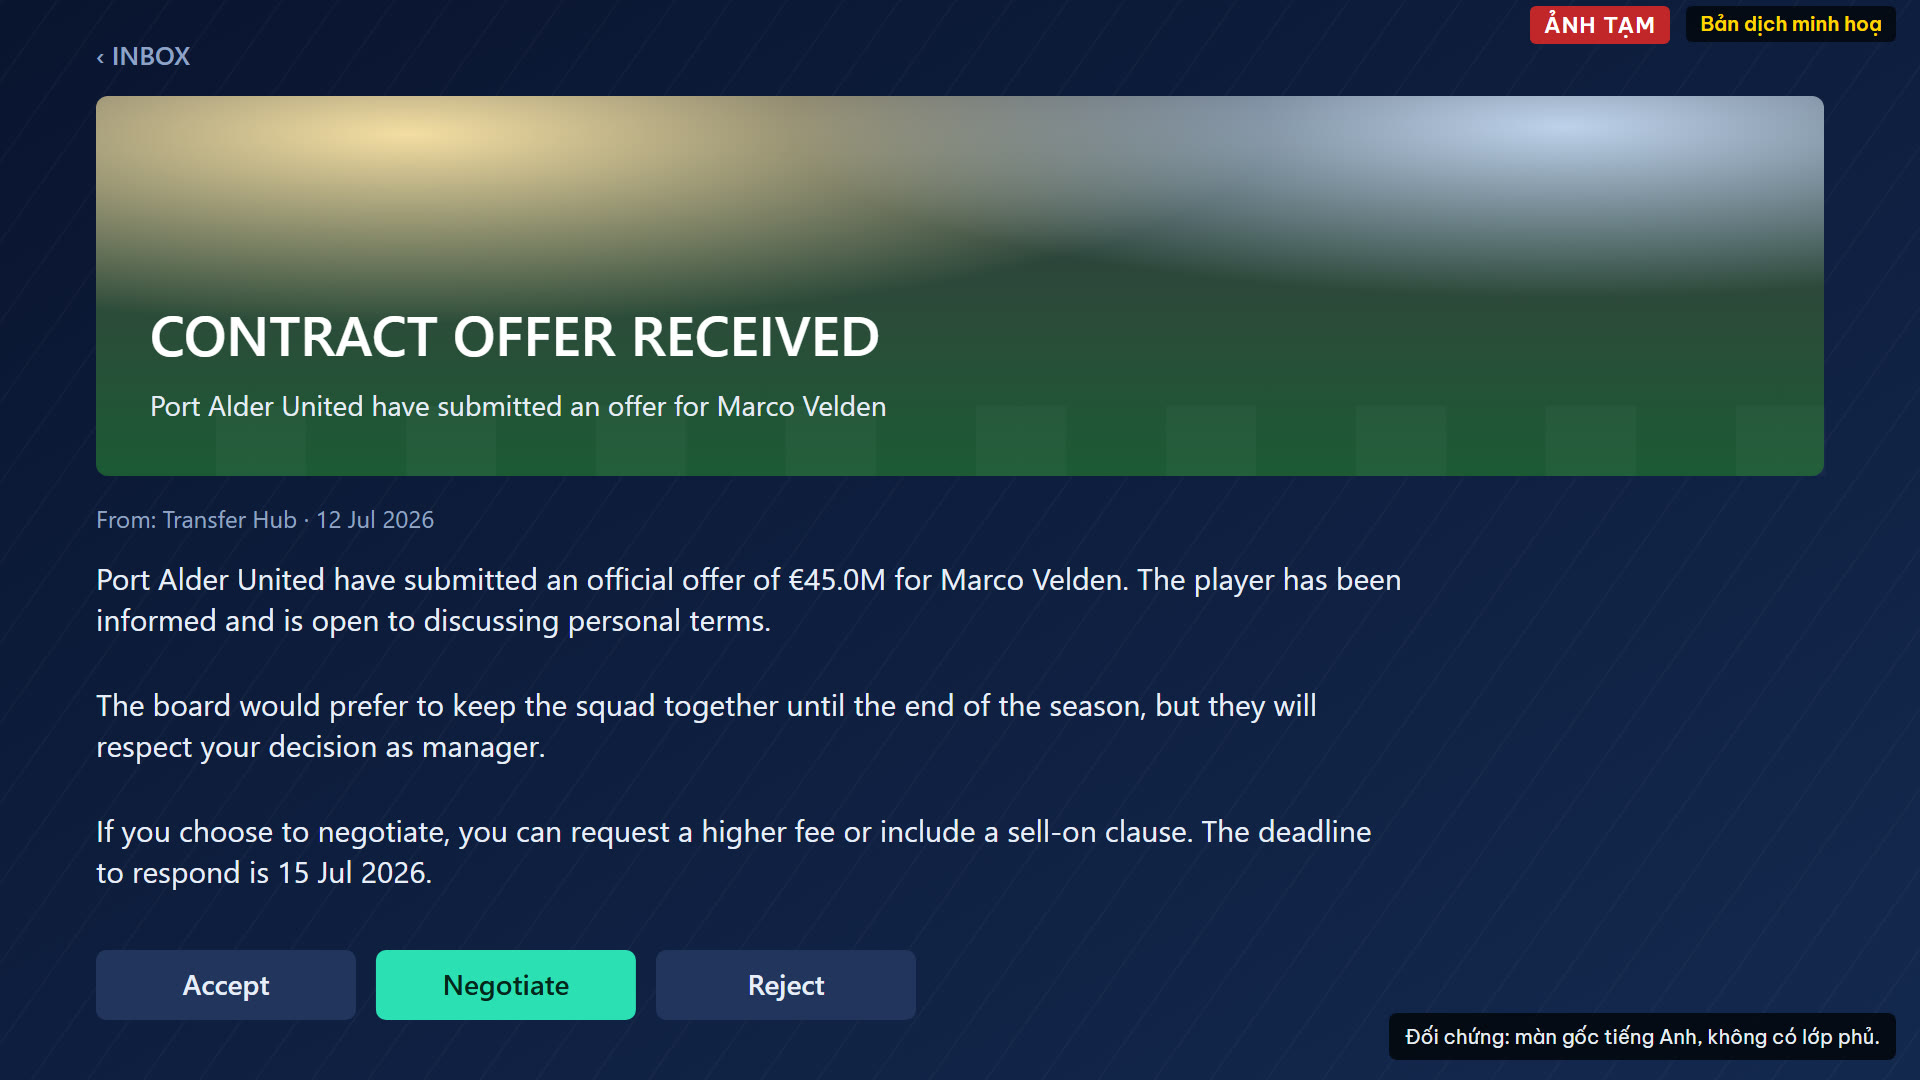 ẢNH TẠM
Bản dịch minh hoạ
‹ INBOX
CONTRACT OFFER RECEIVED
Port Alder United have submitted an offer for Marco Velden
From: Transfer Hub · 12 Jul 2026
Port Alder United have submitted an official offer of €45.0M for Marco Velden. The player has been
informed and is open to discussing personal terms.
The board would prefer to keep the squad together until the end of the season, but they will
respect your decision as manager.
If you choose to negotiate, you can request a higher fee or include a sell-on clause. The deadline
to respond is 15 Jul 2026.
Accept
Negotiate
Reject
Đối chứng: màn gốc tiếng Anh, không có lớp phủ.